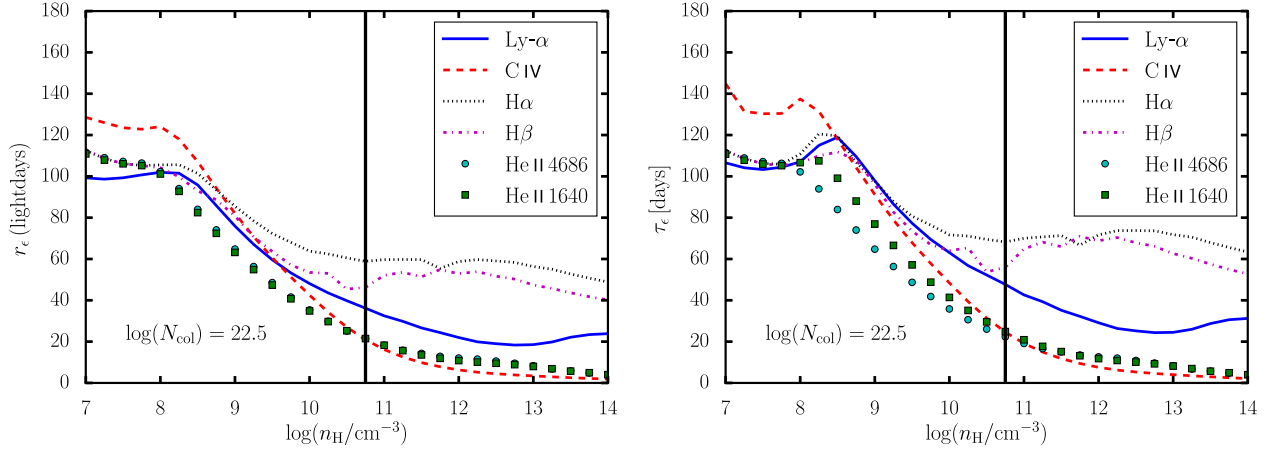 180
160
140
120
100
80
60
40
20
0
r_ϵ (lightdays)
Ly-α
C IV
Hα
Hβ
He II 4686
He II 1640
log(N_col) = 22.5
7 8 9 10 11 12 13 14
log(n_H/cm⁻³)
180
160
140
120
100
80
60
40
20
0
τ_ϵ [days]
Ly-α
C IV
Hα
Hβ
He II 4686
He II 1640
log(N_col) = 22.5
7 8 9 10 11 12 13 14
log(n_H/cm⁻³)